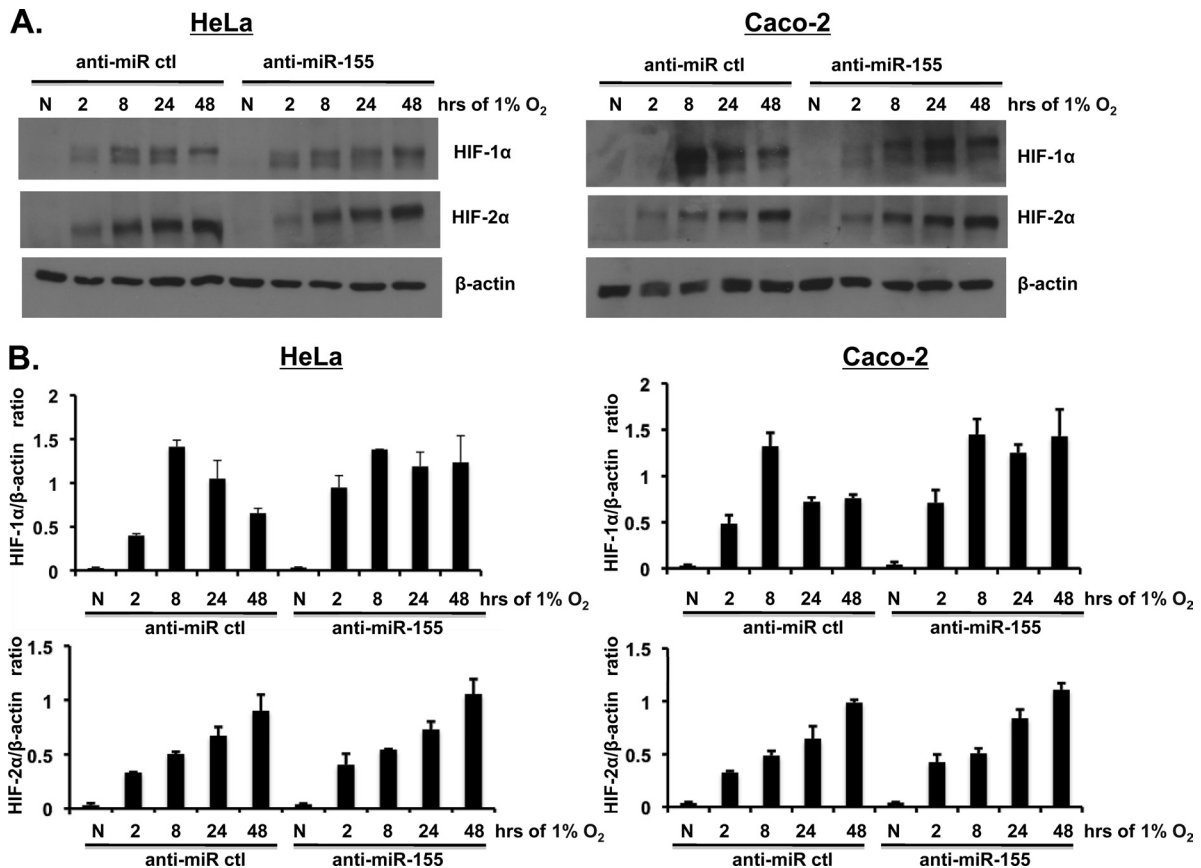 A.
HeLa
anti-miR ctl anti-miR-155
N 2 8 24 48 N 2 8 24 48 hrs of 1% O₂
HIF-1α
HIF-2α
β-actin
Caco-2
anti-miR ctl anti-miR-155
N 2 8 24 48 N 2 8 24 48 hrs of 1% O₂
HIF-1α
HIF-2α
β-actin
B.
HeLa
HIF-1α/β-actin ratio
2
1.5
1
0.5
0
N 2 8 24 48 N 2 8 24 48 hrs of 1% O₂
anti-miR ctl anti-miR-155
HIF-2α/β-actin ratio
1.5
1
0.5
0
N 2 8 24 48 N 2 8 24 48 hrs of 1% O₂
anti-miR ctl anti-miR-155
Caco-2
HIF-1α/β-actin ratio
2
1.5
1
0.5
0
N 2 8 24 48 N 2 8 24 48 hrs of 1% O₂
anti-miR ctl anti-miR-155
HIF-2α/β-actin ratio
1.5
1
0.5
0
N 2 8 24 48 N 2 8 24 48 hrs of 1% O₂
anti-miR ctl anti-miR-155